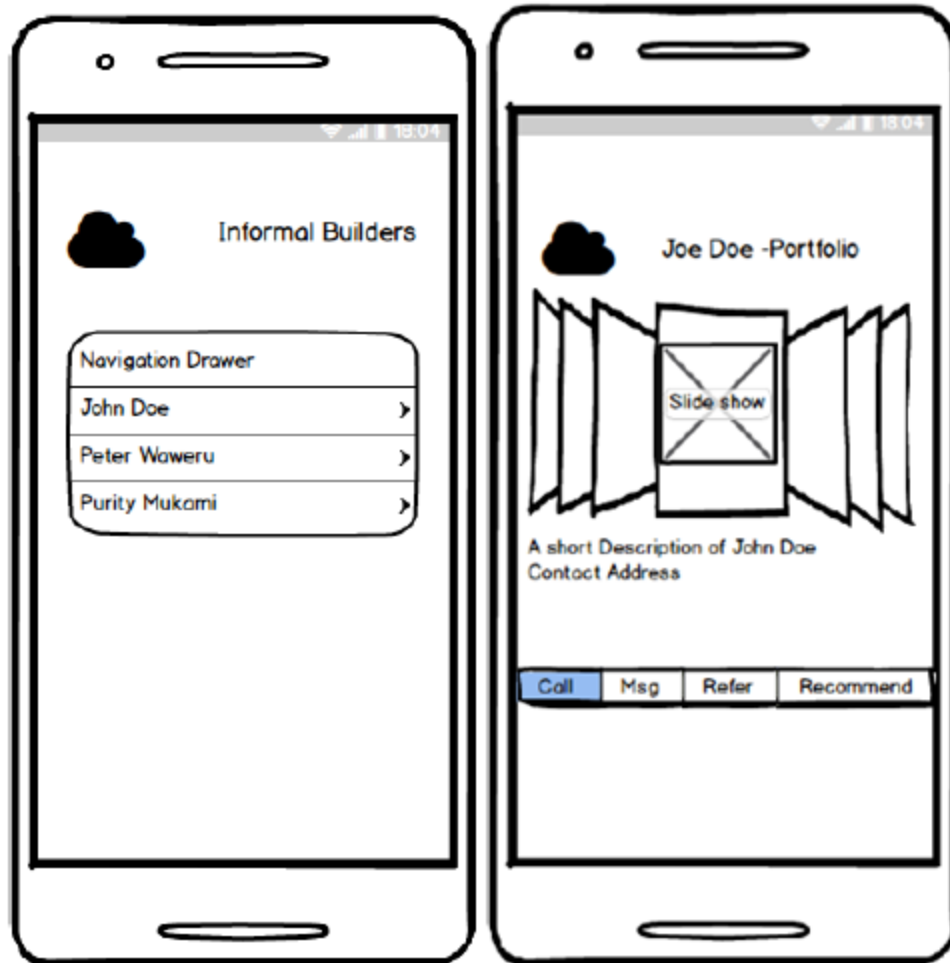 18:04
Informal Builders
Navigation Drawer
John Doe
Peter Waweru
Purity Mukami
18:04
Joe Doe -Portfolio
Slide show
A short Description of John Doe
Contact Address
Call Msg Refer Recommend